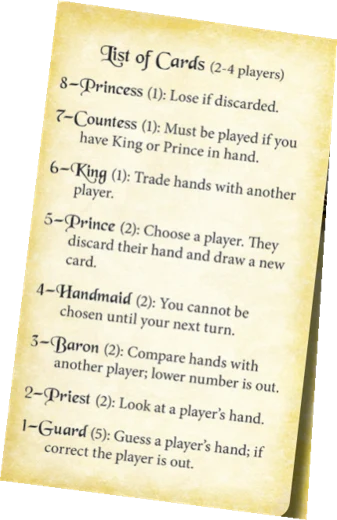 List of Cards (2-4 players)
8–Princess (1): Lose if discarded.
7–Countess (1): Must be played if you
have King or Prince in hand.
6–King (1): Trade hands with another
player.
5–Prince (2): Choose a player. They
discard their hand and draw a new
card.
4–Handmaid (2): You cannot be
chosen until your next turn.
3–Baron (2): Compare hands with
another player; lower number is out.
2–Priest (2): Look at a player's hand.
1–Guard (5): Guess a player's hand; if
correct the player is out.